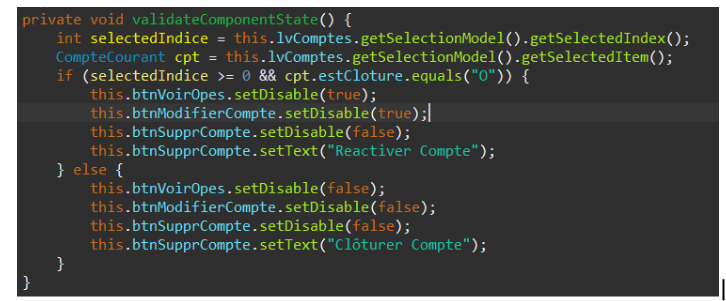 private void validateComponentState() {
    int selectedIndice = this.lvComptes.getSelectionModel().getSelectedIndex();
    CompteCourant cpt = this.lvComptes.getSelectionModel().getSelectedItem();
    if (selectedIndice >= 0 && cpt.estCloture.equals("O")) {
        this.btnVoirOpes.setDisable(true);
        this.btnModifierCompte.setDisable(true);
        this.btnSupprCompte.setDisable(false);
        this.btnSupprCompte.setText("Reactiver Compte");
    } else {
        this.btnVoirOpes.setDisable(false);
        this.btnModifierCompte.setDisable(false);
        this.btnSupprCompte.setDisable(false);
        this.btnSupprCompte.setText("Clôturer Compte");
    }
}